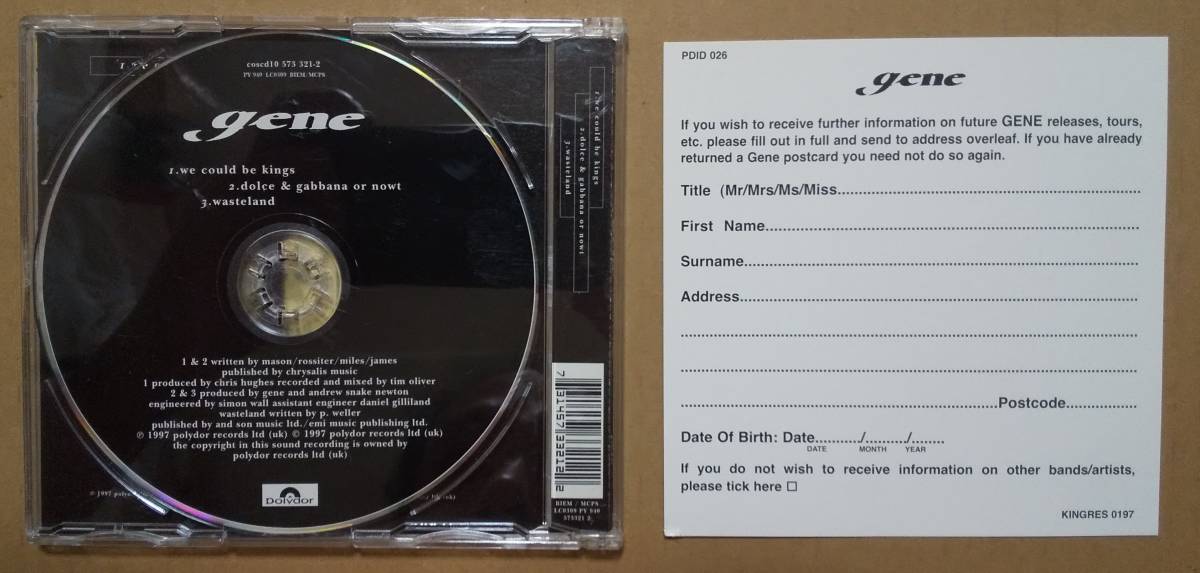 coscd10 573 321-2
PY 940 LC0309 BIEM/MCPS
gene
1.we could be kings
2.dolce & gabbana or nowt
3.wasteland
1 & 2 written by mason/rossiter/miles/james
published by chrysalis music
1 produced by chris hughes recorded and mixed by tim oliver
2 & 3 produced by gene and andrew snake newton
engineered by simon wall assistant engineer daniel gilliland
wasteland written by p. weller
published by and son music ltd./emi music publishing ltd.
℗ 1997 polydor records ltd (uk) © 1997 polydor records ltd (uk)
the copyright in this sound recording is owned by
polydor records ltd (uk)
Polydor
© 1997
1.we could be kings
2.dolce & gabbana or nowt
3.wasteland
7 31457 33212 2
BIEM / MCPS
LC0309 PY 940
573321 2
PDID 026
gene
If you wish to receive further information on future GENE releases, tours,
etc. please fill out in full and send to address overleaf. If you have already
returned a Gene postcard you need not do so again.
Title (Mr/Mrs/Ms/Miss
First Name
Surname
Address
Postcode
Date Of Birth: Date.........../........../........
DATE MONTH YEAR
If you do not wish to receive information on other bands/artists,
please tick here ☐
KINGRES 0197